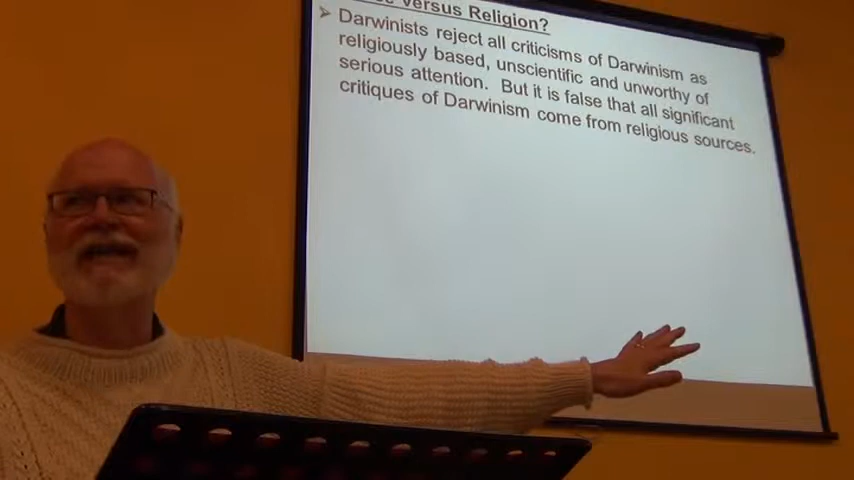 versus Religion?
➢ Darwinists reject all criticisms of Darwinism as
religiously based, unscientific and unworthy of
serious attention. But it is false that all significant
critiques of Darwinism come from religious sources.